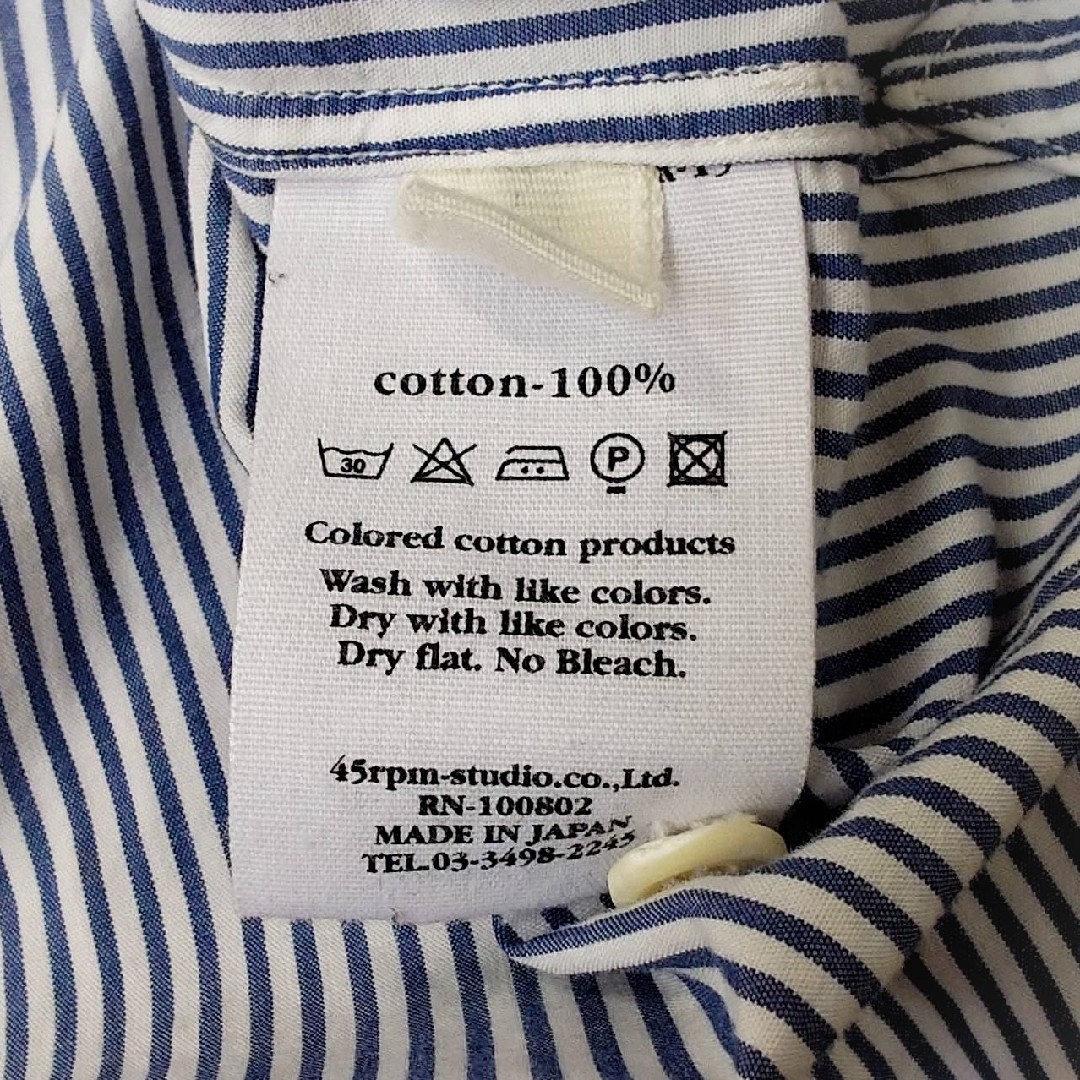 cotton-100%
30 P
Colored cotton products
Wash with like colors.
Dry with like colors.
Dry flat. No Bleach.
45rpm-studio.co.,Ltd.
RN-100802
MADE IN JAPAN
TEL.03-3498-2245